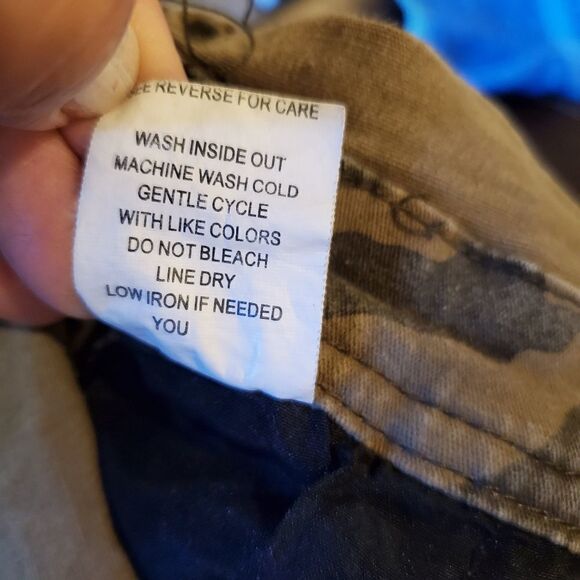 REVERSE FOR CARE
WASH INSIDE OUT
MACHINE WASH COLD
GENTLE CYCLE
WITH LIKE COLORS
DO NOT BLEACH
LINE DRY
LOW IRON IF NEEDED
YOU